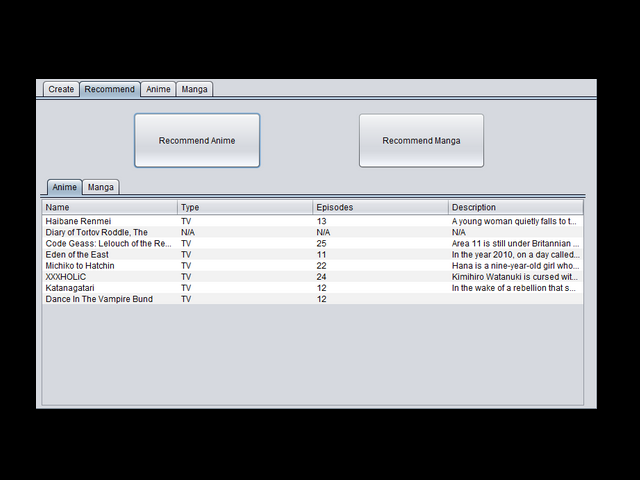 Create Recommend Anime Manga
Recommend Anime Recommend Manga
Anime Manga
Name Type Episodes Description
Haibane Renmei TV 13 A young woman quietly falls to t...
Diary of Tortov Roddle, The N/A N/A N/A
Code Geass: Lelouch of the Re... TV 25 Area 11 is still under Britannian ...
Eden of the East TV 11 In the year 2010, on a day called...
Michiko to Hatchin TV 22 Hana is a nine-year-old girl who...
XXXHOLiC TV 24 Kimihiro Watanuki is cursed wit...
Katanagatari TV 12 In the wake of a rebellion that s...
Dance In The Vampire Bund TV 12